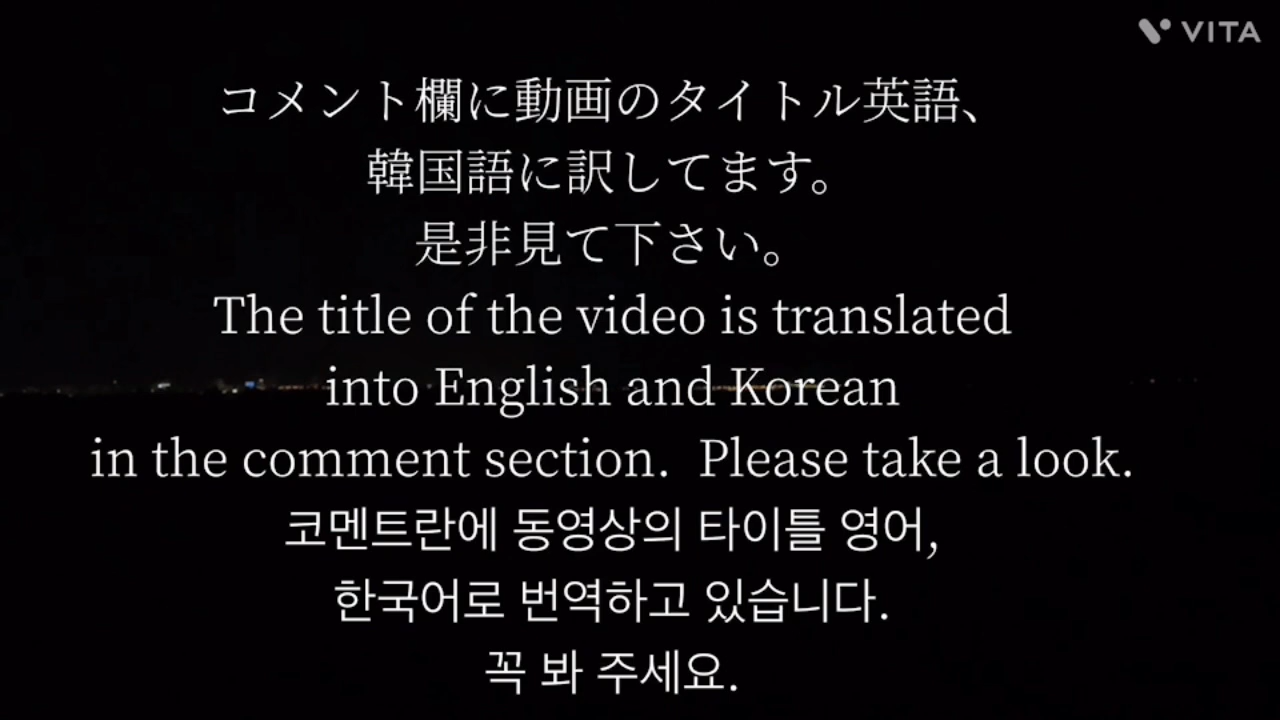 VITA
コメント欄に動画のタイトル英語、
韓国語に訳してます。
是非見て下さい。
The title of the video is translated
into English and Korean
in the comment section.  Please take a look.
코멘트란에 동영상의 타이틀 영어,
한국어로 번역하고 있습니다.
꼭 봐 주세요.